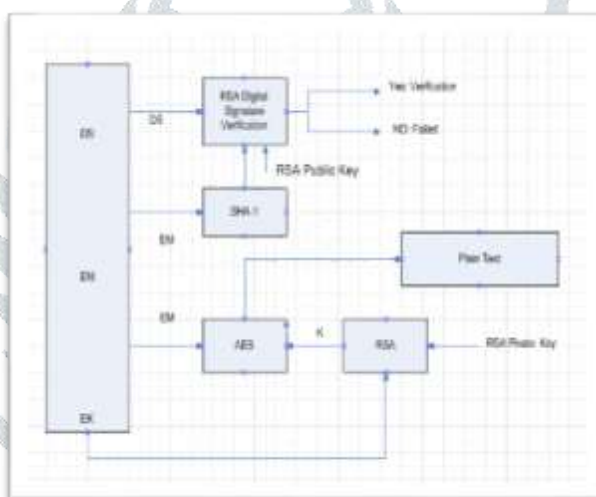 DS
DS
RSA Digital
Signature
Verification
Yes Verification
NO Failed
RSA Public Key
SHA-1
EM
EM
Plain Text
EM
AES
K
RSA
RSA Private Key
EK